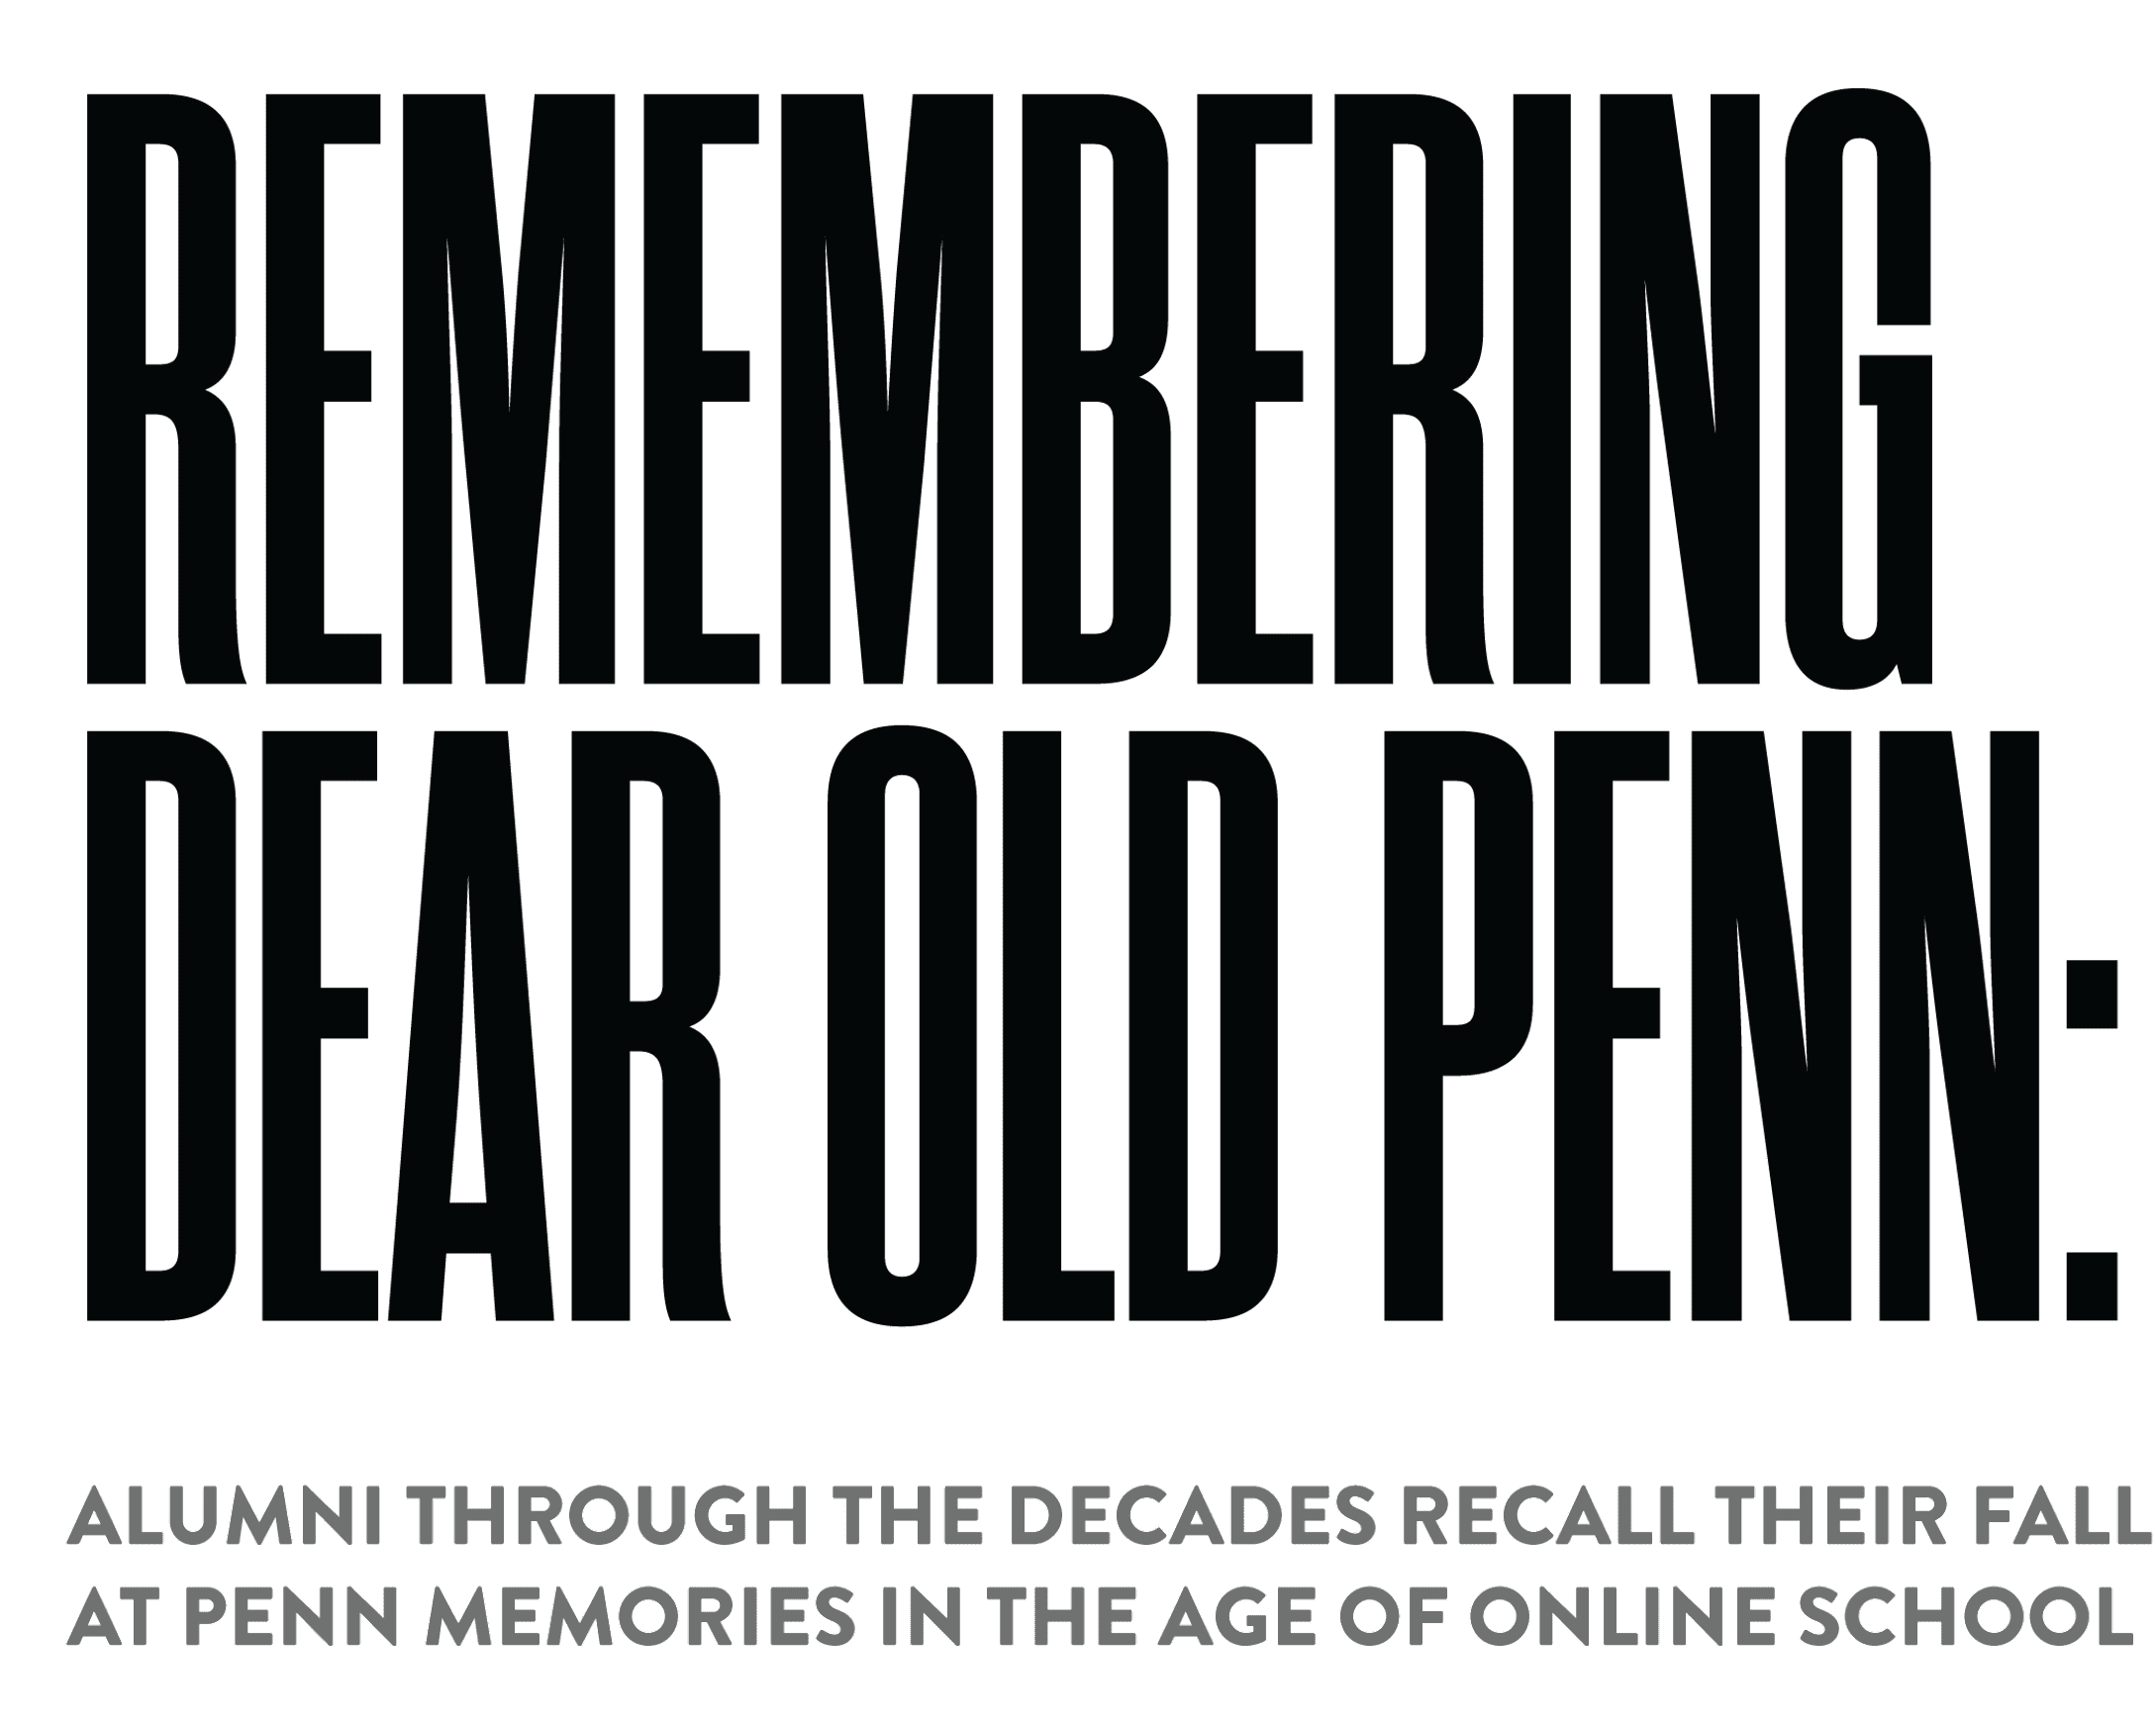 REMEMBERING
DEAR OLD PENN:
ALUMNI THROUGH THE DECADES RECALL THEIR FALL
AT PENN MEMORIES IN THE AGE OF ONLINE SCHOOL